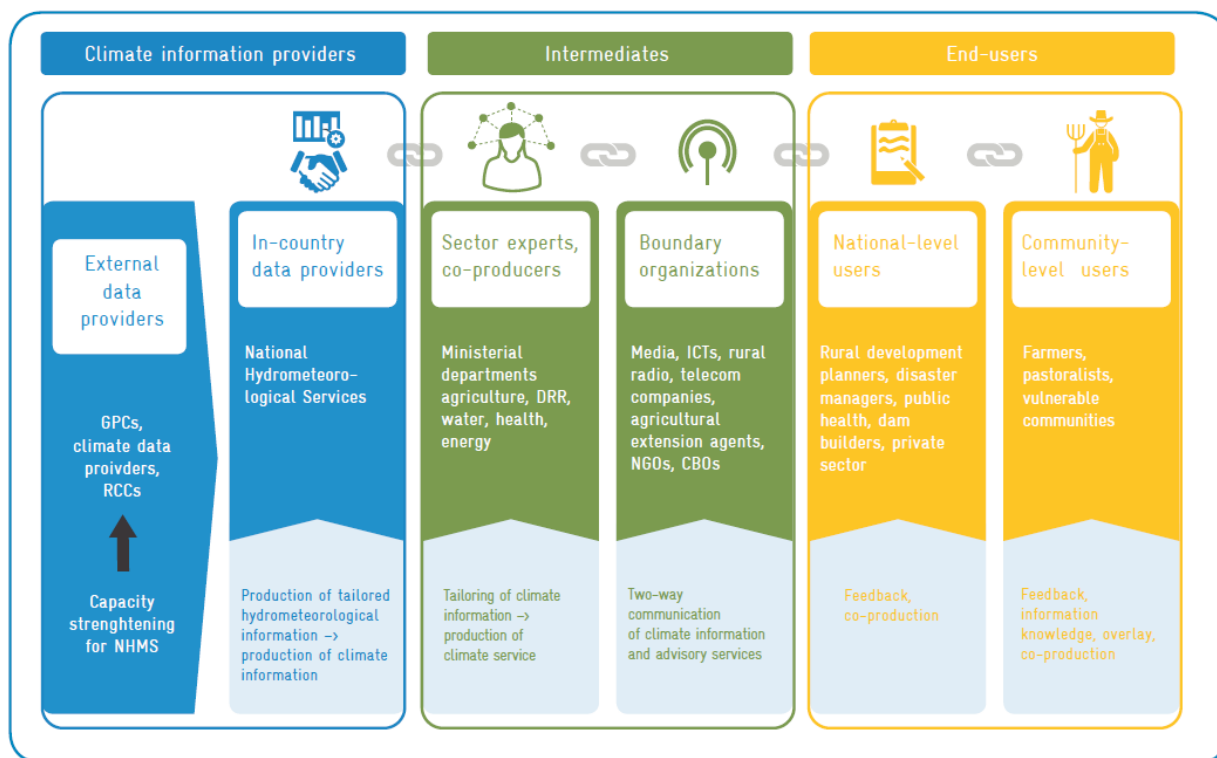 Climate information providers
Intermediates
End-users
External
data
providers
GPCs,
climate data
proivders,
RCCs
Capacity
strenghtening
for NHMS
In-country
data providers
National
Hydrometeoro-
logical Services
Production of tailored
hydrometeorological
information –>
production of climate
information
Sector experts,
co-producers
Ministerial
departments
agriculture, DRR,
water, health,
energy
Tailoring of climate
information –>
production of
climate service
Boundary
organizations
Media, ICTs, rural
radio, telecom
companies,
agricultural
extension agents,
NGOs, CBOs
Two-way
communication
of climate information
and advisory services
National-level
users
Rural development
planners, disaster
managers, public
health, dam
builders, private
sector
Feedback,
co-production
Community-
level users
Farmers,
pastoralists,
vulnerable
communities
Feedback,
information
knowledge, overlay,
co-production